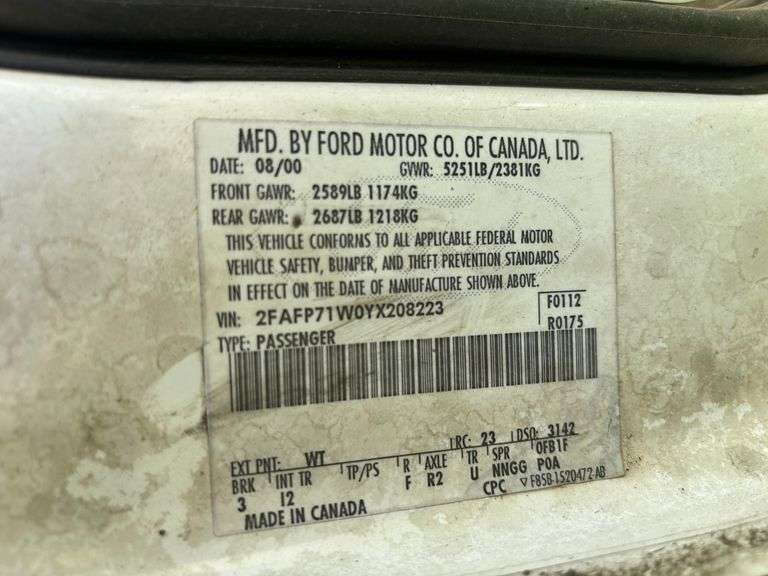 MFD. BY FORD MOTOR CO. OF CANADA, LTD.
DATE: 08/00 GVWR: 5251LB/2381KG
FRONT GAWR: 2589LB 1174KG
REAR GAWR: 2687LB 1218KG
THIS VEHICLE CONFORMS TO ALL APPLICABLE FEDERAL MOTOR
VEHICLE SAFETY, BUMPER, AND THEFT PREVENTION STANDARDS
IN EFFECT ON THE DATE OF MANUFACTURE SHOWN ABOVE.
VIN: 2FAFP71W0YX208223 F0112
TYPE: PASSENGER R0175
EXT PNT: WT RC: 23 DSO: 3142
BRK INT TR TP/PS R AXLE TR SPR 0FB1F
3 I2 F R2 U NNGG POA
MADE IN CANADA CPC F85B-1520472-AB